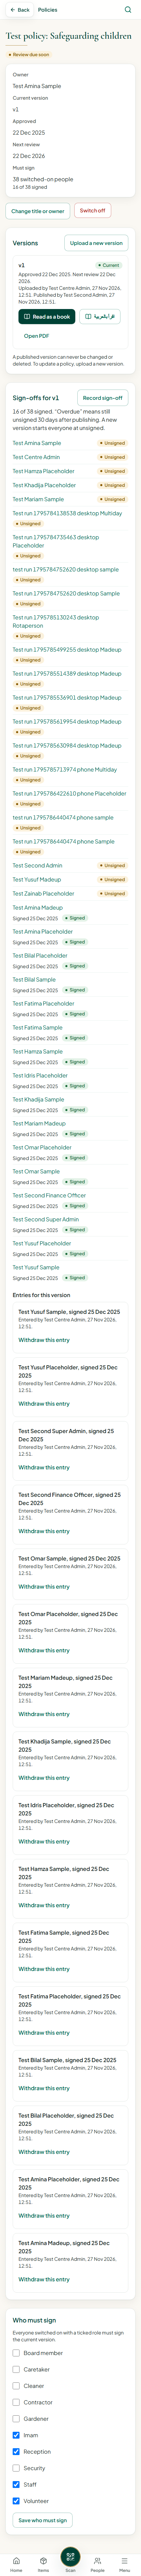 Back Policies
Test policy: Safeguarding children
Review due soon
Owner
Test Amina Sample
Current version
v1
Approved
22 Dec 2025
Next review
22 Dec 2026
Must sign
38 switched-on people
16 of 38 signed
Change title or owner Switch off
Versions Upload a new version
v1 Current
Approved 22 Dec 2025. Next review 22 Dec
2026.
Uploaded by Test Centre Admin, 27 Nov 2026,
12:51. Published by Test Second Admin, 27
Nov 2026, 12:51.
Read as a book اقرأ بالعربية
Open PDF
A published version can never be changed or
deleted. To update a policy, upload a new version.
Sign-offs for v1 Record sign-off
16 of 38 signed. “Overdue” means still
unsigned 30 days after publishing. A new
version starts everyone at unsigned.
Test Amina Sample Unsigned
Test Centre Admin Unsigned
Test Hamza Placeholder Unsigned
Test Khadija Placeholder Unsigned
Test Mariam Sample Unsigned
Test run 1795784138538 desktop Multiday
Unsigned
Test run 1795784735463 desktop
Placeholder
Unsigned
test run 1795784752620 desktop sample
Unsigned
Test run 1795784752620 desktop Sample
Unsigned
Test run 1795785130243 desktop
Rotaperson
Unsigned
Test run 1795785499255 desktop Madeup
Unsigned
Test run 1795785514389 desktop Madeup
Unsigned
Test run 1795785536901 desktop Madeup
Unsigned
Test run 1795785619954 desktop Madeup
Unsigned
Test run 1795785630984 desktop Madeup
Unsigned
Test run 1795785713974 phone Multiday
Unsigned
Test run 1795786422610 phone Placeholder
Unsigned
test run 1795786440474 phone sample
Unsigned
Test run 1795786440474 phone Sample
Unsigned
Test Second Admin Unsigned
Test Yusuf Madeup Unsigned
Test Zainab Placeholder Unsigned
Test Amina Madeup
Signed 25 Dec 2025 Signed
Test Amina Placeholder
Signed 25 Dec 2025 Signed
Test Bilal Placeholder
Signed 25 Dec 2025 Signed
Test Bilal Sample
Signed 25 Dec 2025 Signed
Test Fatima Placeholder
Signed 25 Dec 2025 Signed
Test Fatima Sample
Signed 25 Dec 2025 Signed
Test Hamza Sample
Signed 25 Dec 2025 Signed
Test Idris Placeholder
Signed 25 Dec 2025 Signed
Test Khadija Sample
Signed 25 Dec 2025 Signed
Test Mariam Madeup
Signed 25 Dec 2025 Signed
Test Omar Placeholder
Signed 25 Dec 2025 Signed
Test Omar Sample
Signed 25 Dec 2025 Signed
Test Second Finance Officer
Signed 25 Dec 2025 Signed
Test Second Super Admin
Signed 25 Dec 2025 Signed
Test Yusuf Placeholder
Signed 25 Dec 2025 Signed
Test Yusuf Sample
Signed 25 Dec 2025 Signed
Entries for this version
Test Yusuf Sample, signed 25 Dec 2025
Entered by Test Centre Admin, 27 Nov 2026,
12:51.
Withdraw this entry
Test Yusuf Placeholder, signed 25 Dec
2025
Entered by Test Centre Admin, 27 Nov 2026,
12:51.
Withdraw this entry
Test Second Super Admin, signed 25
Dec 2025
Entered by Test Centre Admin, 27 Nov 2026,
12:51.
Withdraw this entry
Test Second Finance Officer, signed 25
Dec 2025
Entered by Test Centre Admin, 27 Nov 2026,
12:51.
Withdraw this entry
Test Omar Sample, signed 25 Dec 2025
Entered by Test Centre Admin, 27 Nov 2026,
12:51.
Withdraw this entry
Test Omar Placeholder, signed 25 Dec
2025
Entered by Test Centre Admin, 27 Nov 2026,
12:51.
Withdraw this entry
Test Mariam Madeup, signed 25 Dec
2025
Entered by Test Centre Admin, 27 Nov 2026,
12:51.
Withdraw this entry
Test Khadija Sample, signed 25 Dec
2025
Entered by Test Centre Admin, 27 Nov 2026,
12:51.
Withdraw this entry
Test Idris Placeholder, signed 25 Dec
2025
Entered by Test Centre Admin, 27 Nov 2026,
12:51.
Withdraw this entry
Test Hamza Sample, signed 25 Dec
2025
Entered by Test Centre Admin, 27 Nov 2026,
12:51.
Withdraw this entry
Test Fatima Sample, signed 25 Dec
2025
Entered by Test Centre Admin, 27 Nov 2026,
12:51.
Withdraw this entry
Test Fatima Placeholder, signed 25 Dec
2025
Entered by Test Centre Admin, 27 Nov 2026,
12:51.
Withdraw this entry
Test Bilal Sample, signed 25 Dec 2025
Entered by Test Centre Admin, 27 Nov 2026,
12:51.
Withdraw this entry
Test Bilal Placeholder, signed 25 Dec
2025
Entered by Test Centre Admin, 27 Nov 2026,
12:51.
Withdraw this entry
Test Amina Placeholder, signed 25 Dec
2025
Entered by Test Centre Admin, 27 Nov 2026,
12:51.
Withdraw this entry
Test Amina Madeup, signed 25 Dec
2025
Entered by Test Centre Admin, 27 Nov 2026,
12:51.
Withdraw this entry
Who must sign
Everyone switched on with a ticked role must sign
the current version.
Board member
Caretaker
Cleaner
Contractor
Gardener
Imam
Reception
Security
Staff
Volunteer
Save who must sign
Home Items Scan People Menu